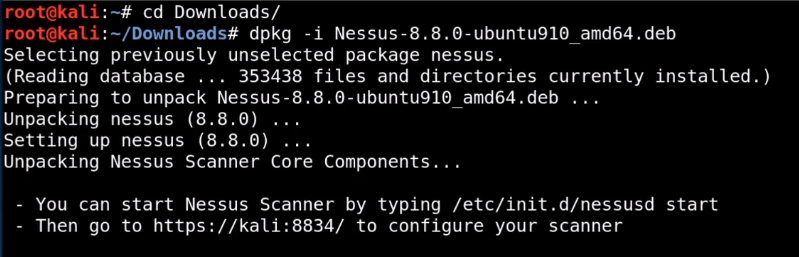 root@kali:~# cd Downloads/
root@kali:~/Downloads# dpkg -i Nessus-8.8.0-ubuntu910_amd64.deb
Selecting previously unselected package nessus.
(Reading database ... 353438 files and directories currently installed.)
Preparing to unpack Nessus-8.8.0-ubuntu910_amd64.deb ...
Unpacking nessus (8.8.0) ...
Setting up nessus (8.8.0) ...
Unpacking Nessus Scanner Core Components...
- You can start Nessus Scanner by typing /etc/init.d/nessusd start
- Then go to https://kali:8834/ to configure your scanner